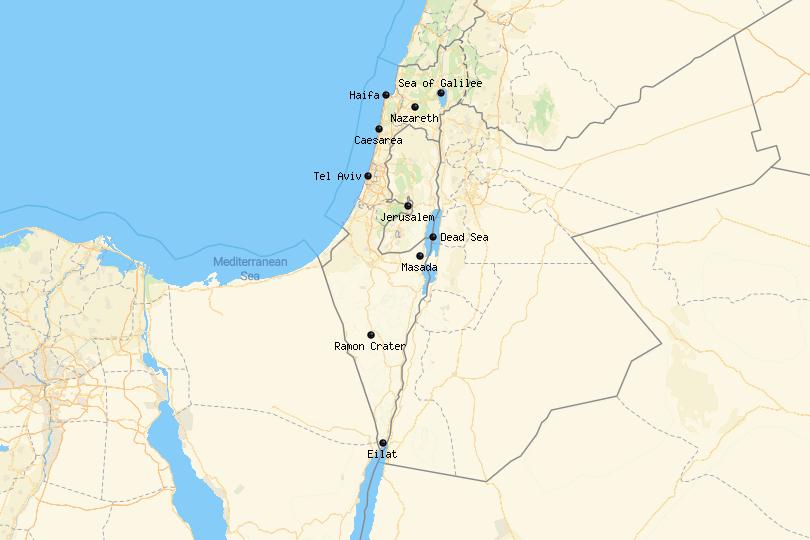 Sea of Galilee
Haifa
Nazareth
Caesarea
Tel Aviv
Jerusalem
Dead Sea
Mediterranean
Sea
Masada
Ramon Crater
Eilat